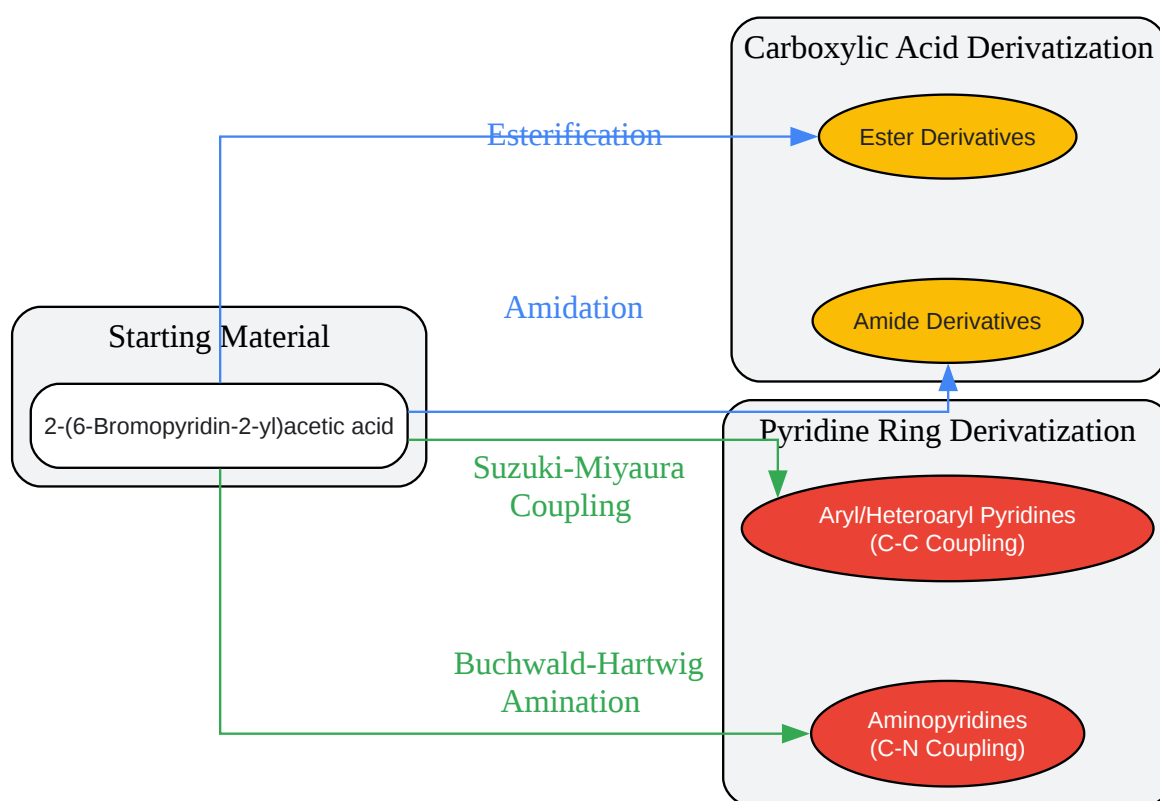 Carboxylic Acid Derivatization
Esterification
Ester Derivatives
Amidation
Amide Derivatives
Starting Material
2-(6-Bromopyridin-2-yl)acetic acid
Pyridine Ring Derivatization
Suzuki-Miyaura
Coupling
Aryl/Heteroaryl Pyridines
(C-C Coupling)
Buchwald-Hartwig
Amination
Aminopyridines
(C-N Coupling)